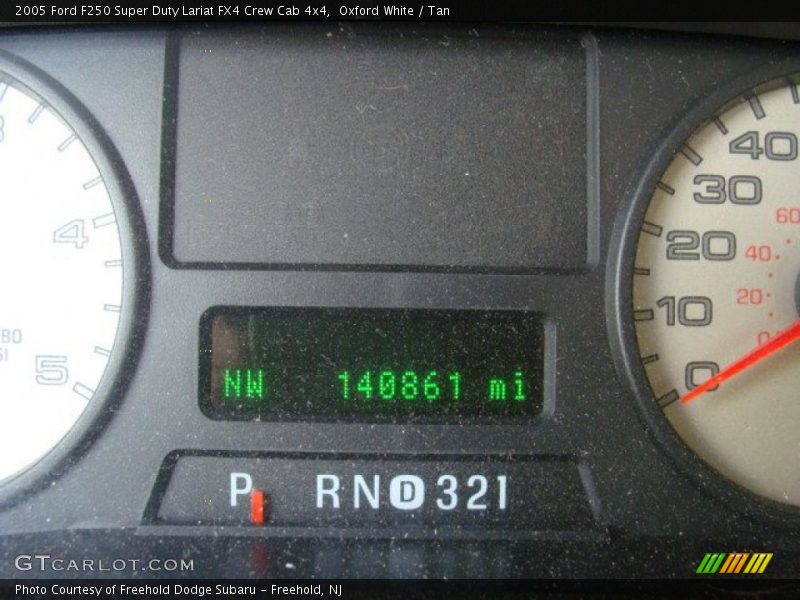 2005 Ford F250 Super Duty Lariat FX4 Crew Cab 4x4, Oxford White / Tan
4
5
40
30
20
10
0
60
40
20
NW 140861 mi
P R N D 3 2 1
GTCARLOT.COM
Photo Courtesy of Freehold Dodge Subaru - Freehold, NJ